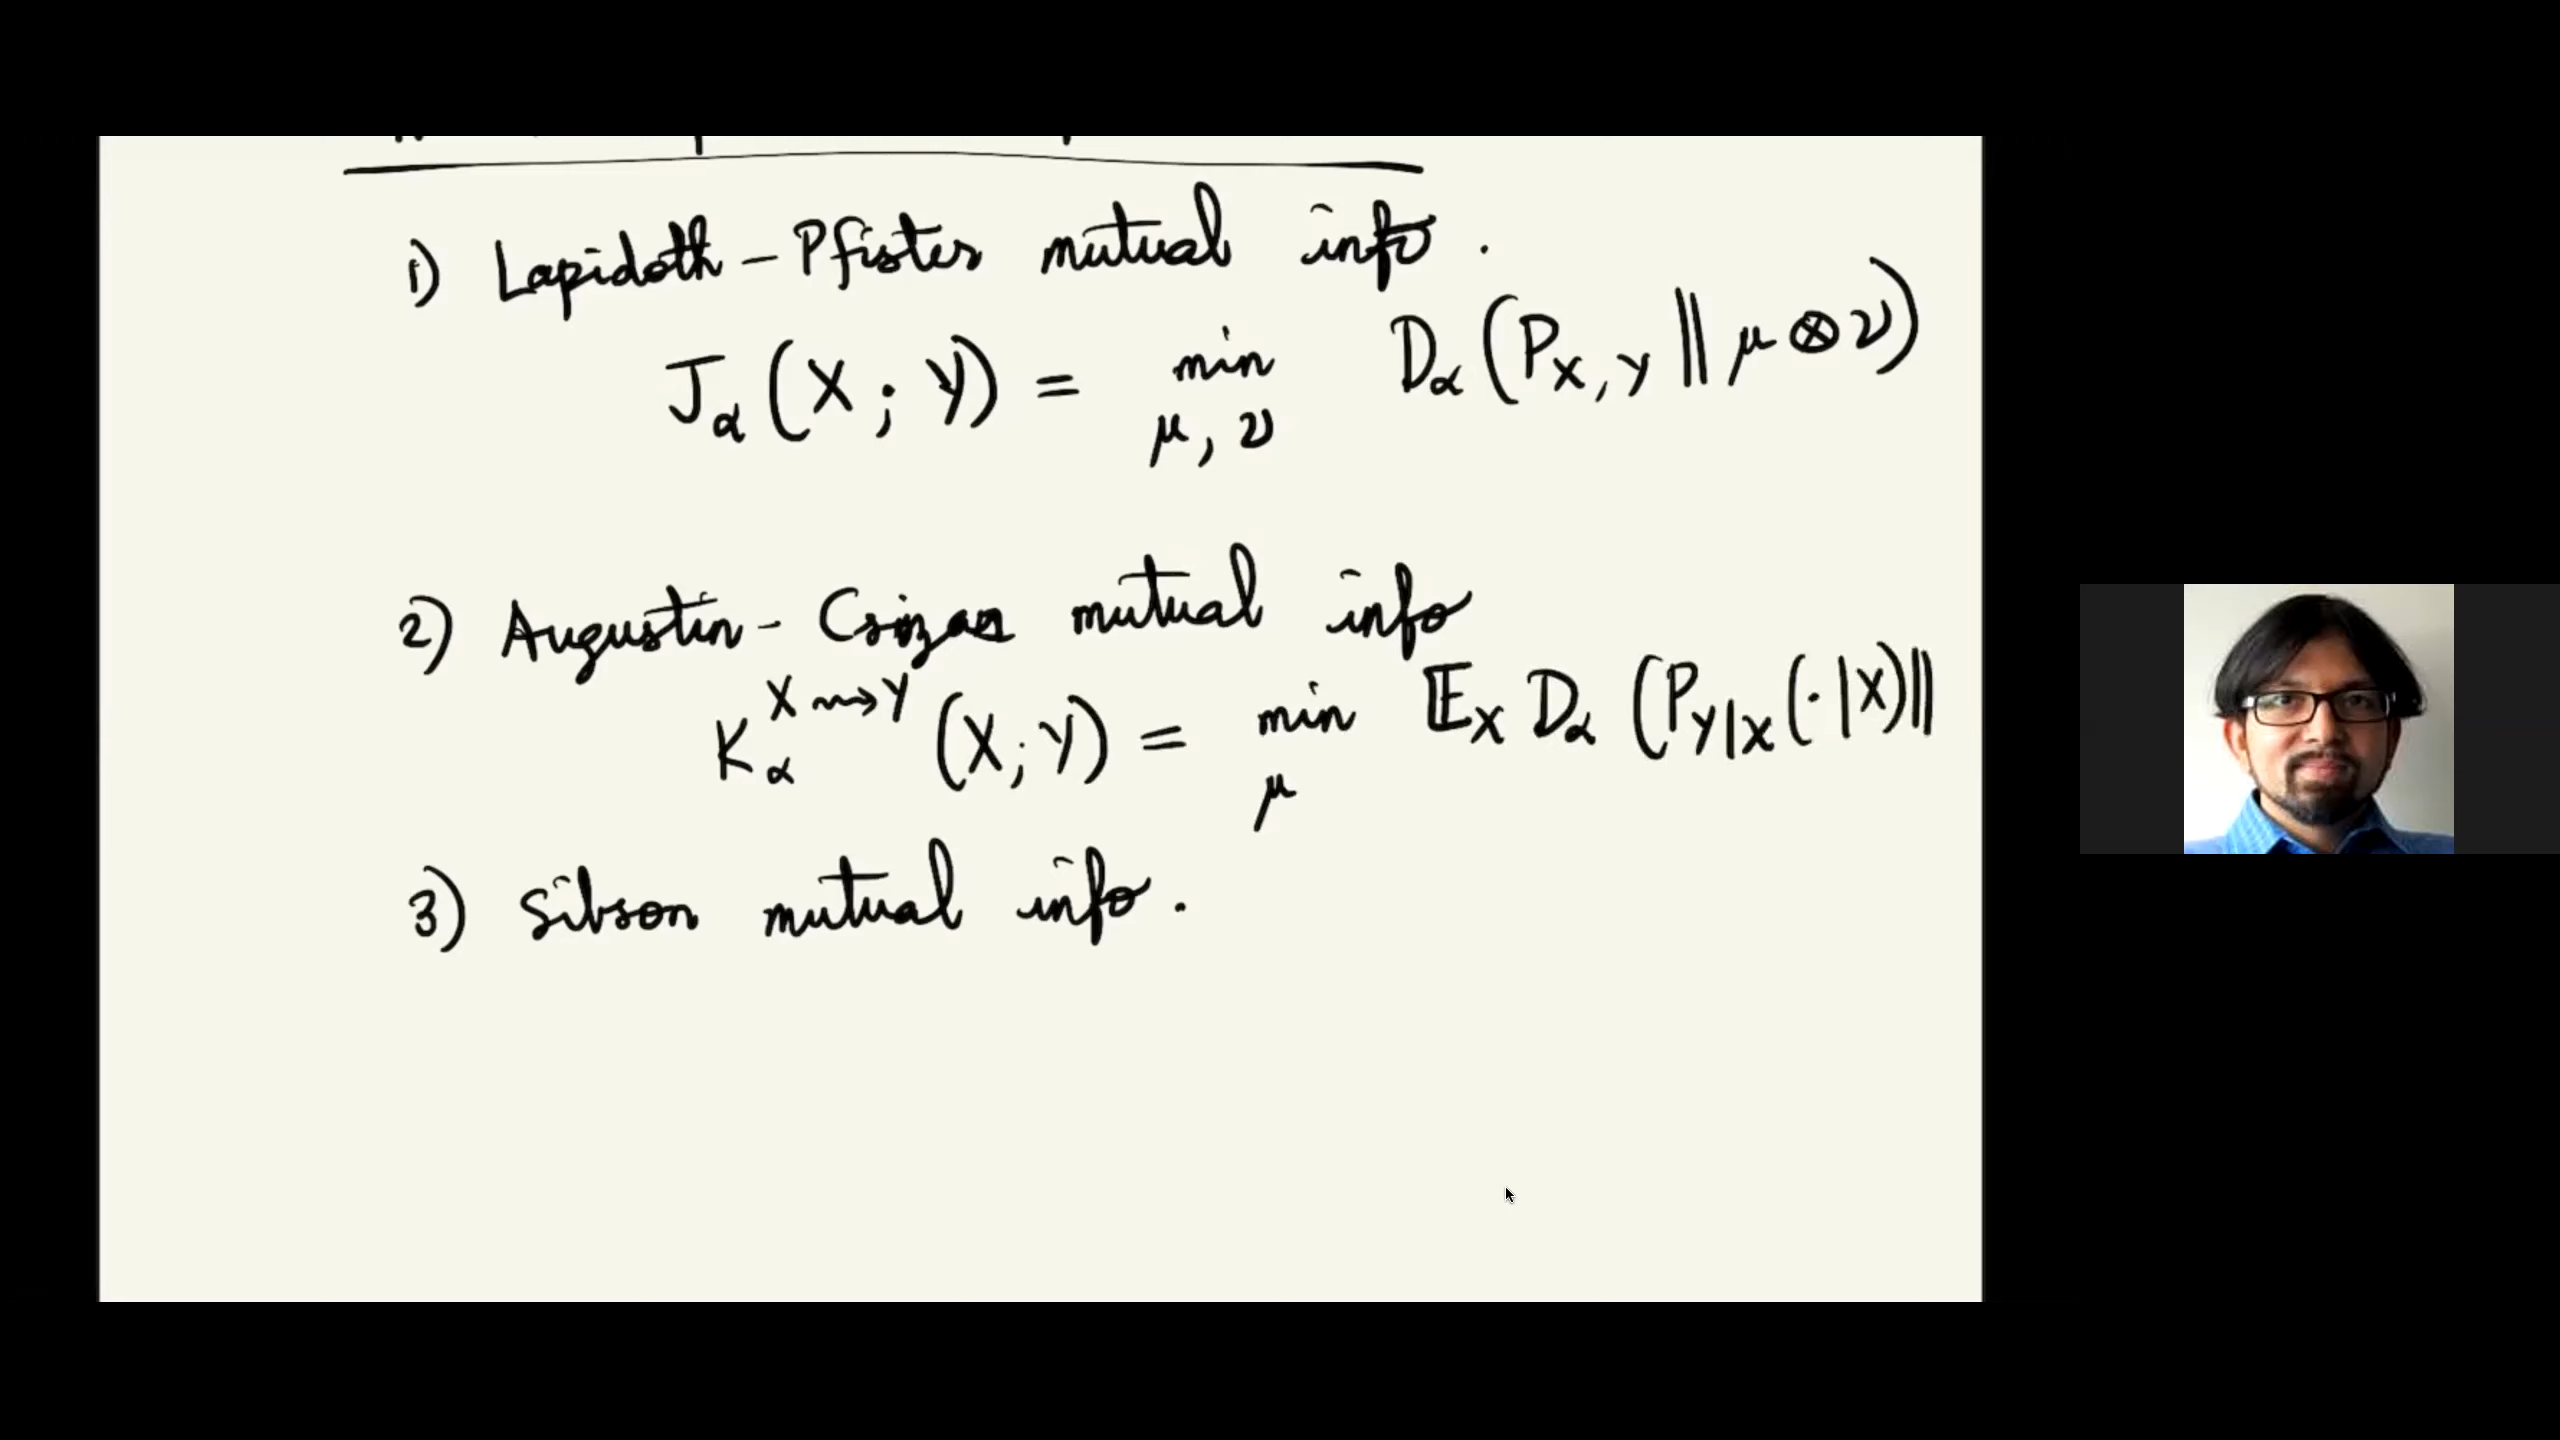 1) Lapidoth - Pfister mutual info.
J_α (X; Y) = min_{μ, ν} D_α (P_{X,Y} || μ ⊗ ν)
2) Augustin - mutual info
K_α^{X⇝Y} (X; Y) = min_μ 𝔼_X D_α (P_{Y|X} (·|X) ||
3) Sibson mutual info.